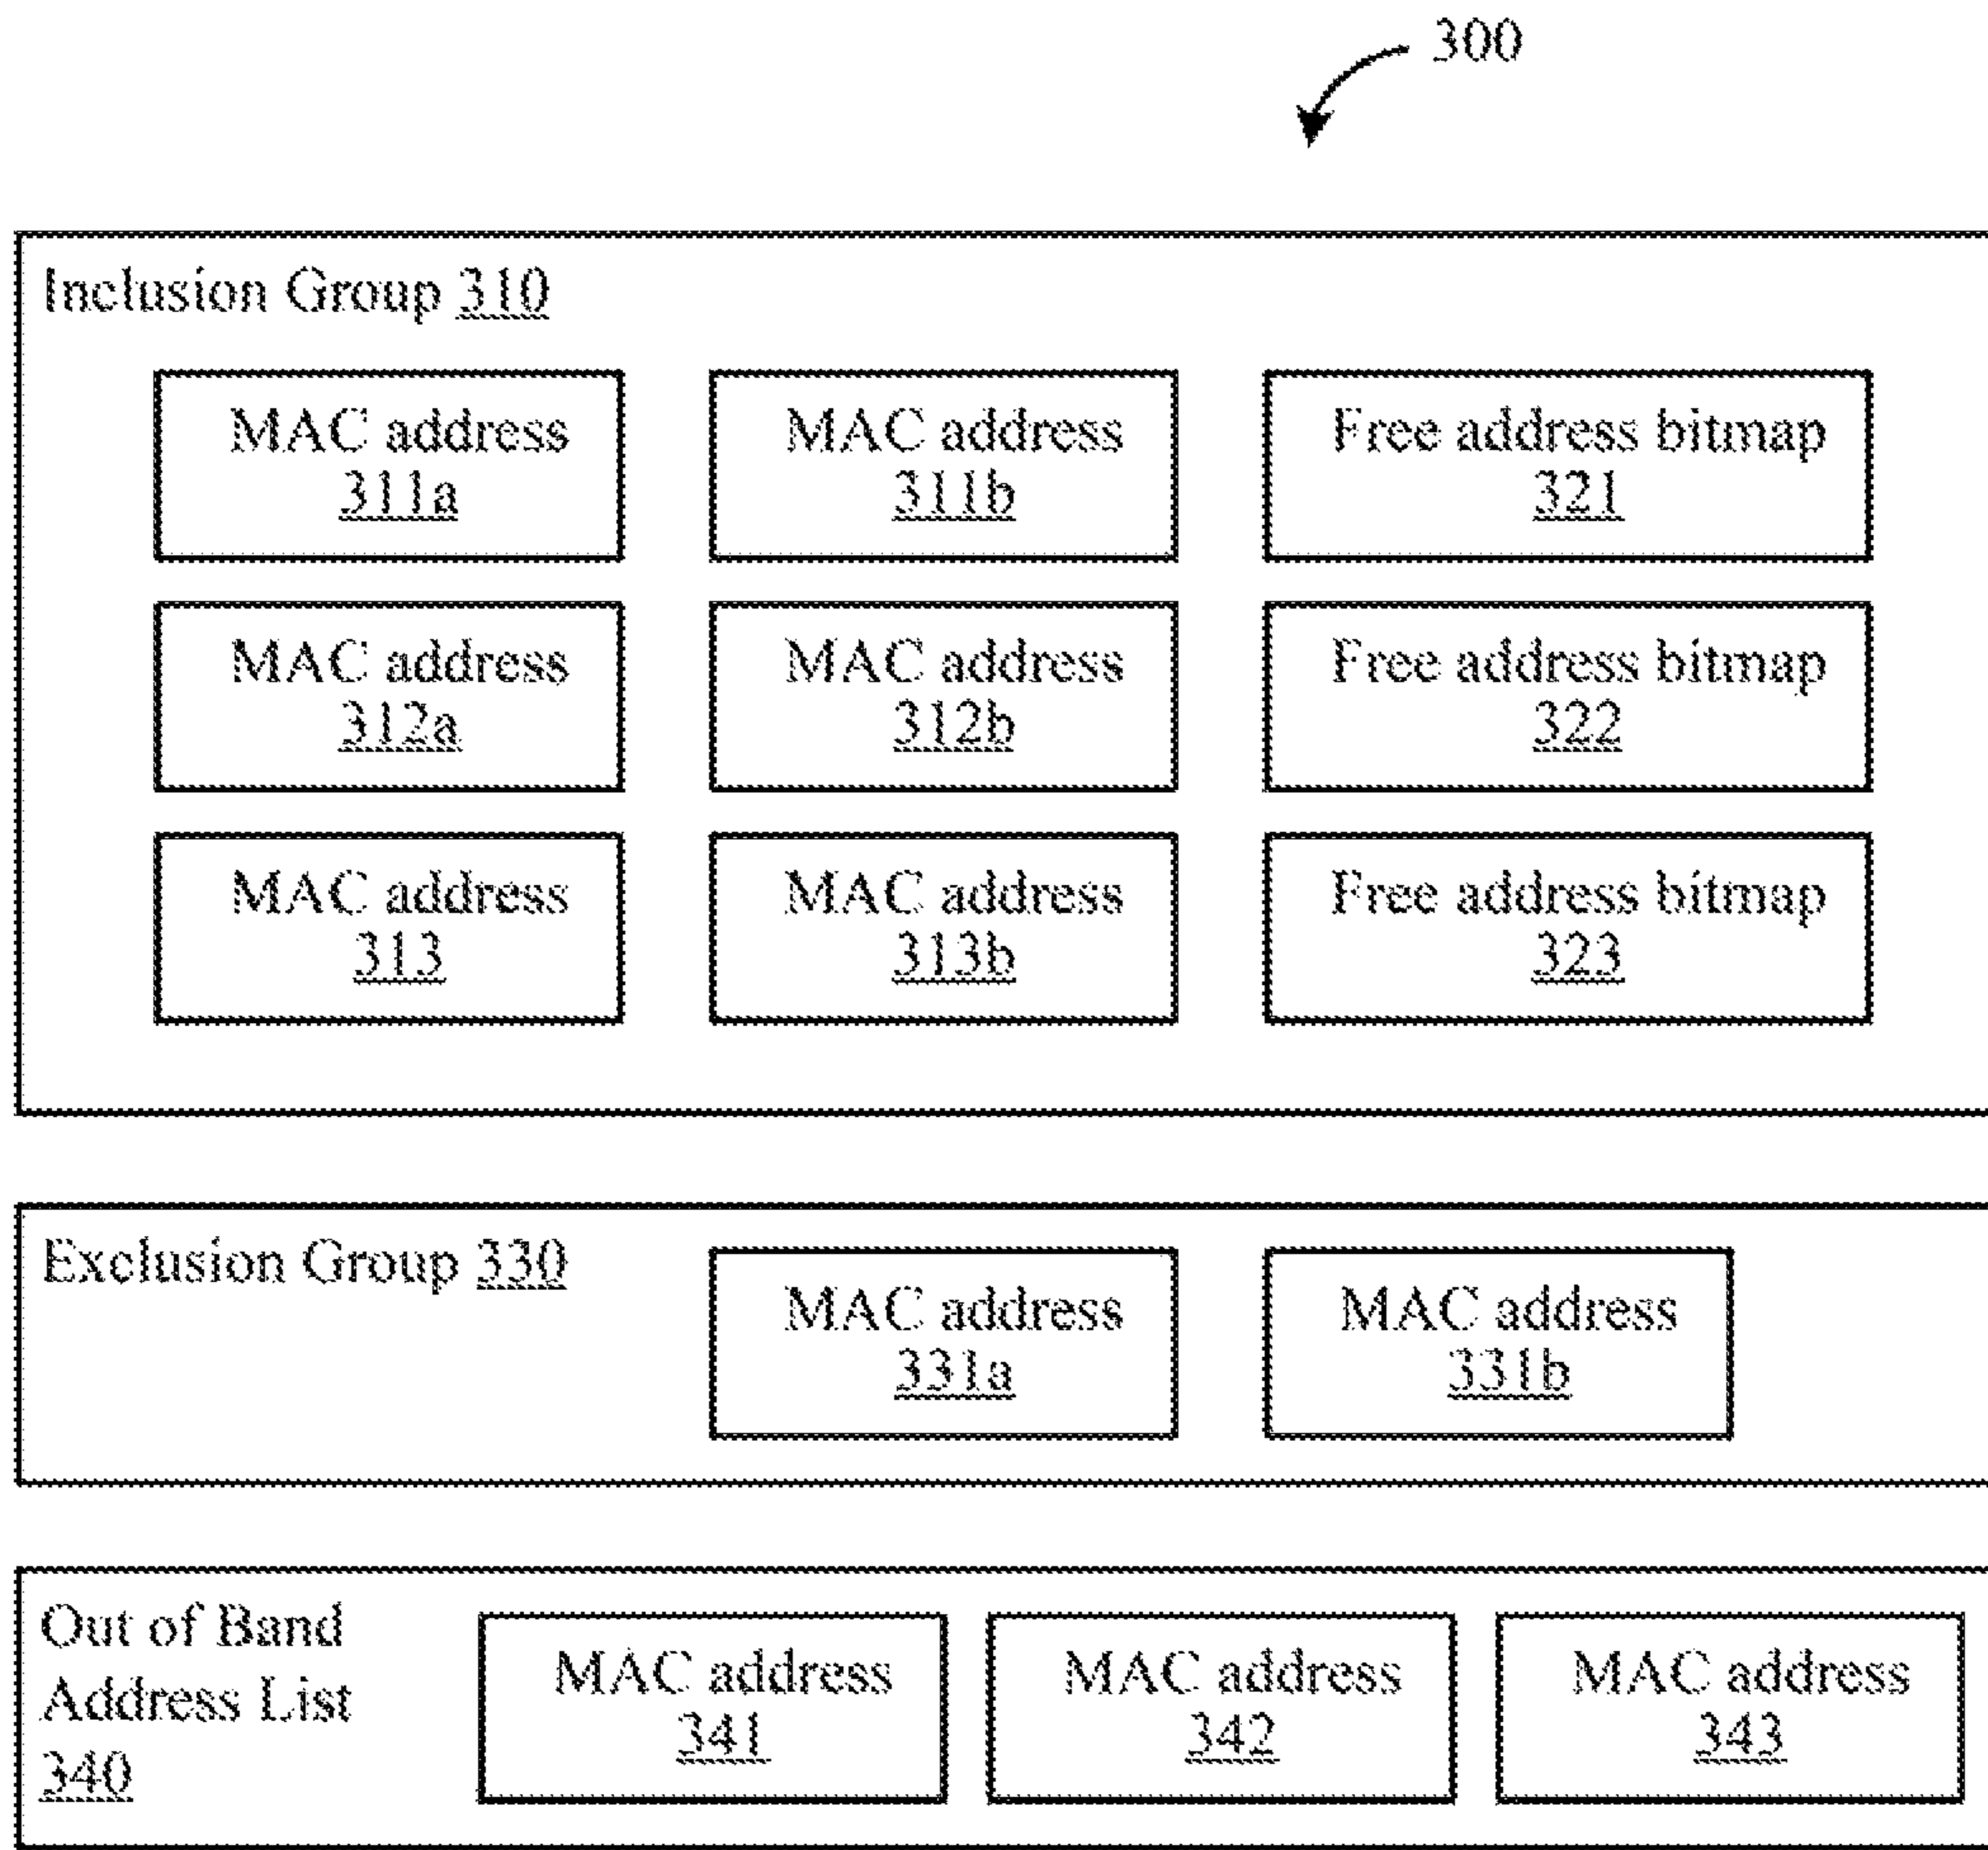 300
Inclusion Group 310
MAC address
311a
MAC address
311b
Free address bitmap
321
MAC address
312a
MAC address
312b
Free address bitmap
322
MAC address
313
MAC address
313b
Free address bitmap
323
Exclusion Group 330
MAC address
331a
MAC address
331b
Out of Band
Address List
340
MAC address
341
MAC address
342
MAC address
343